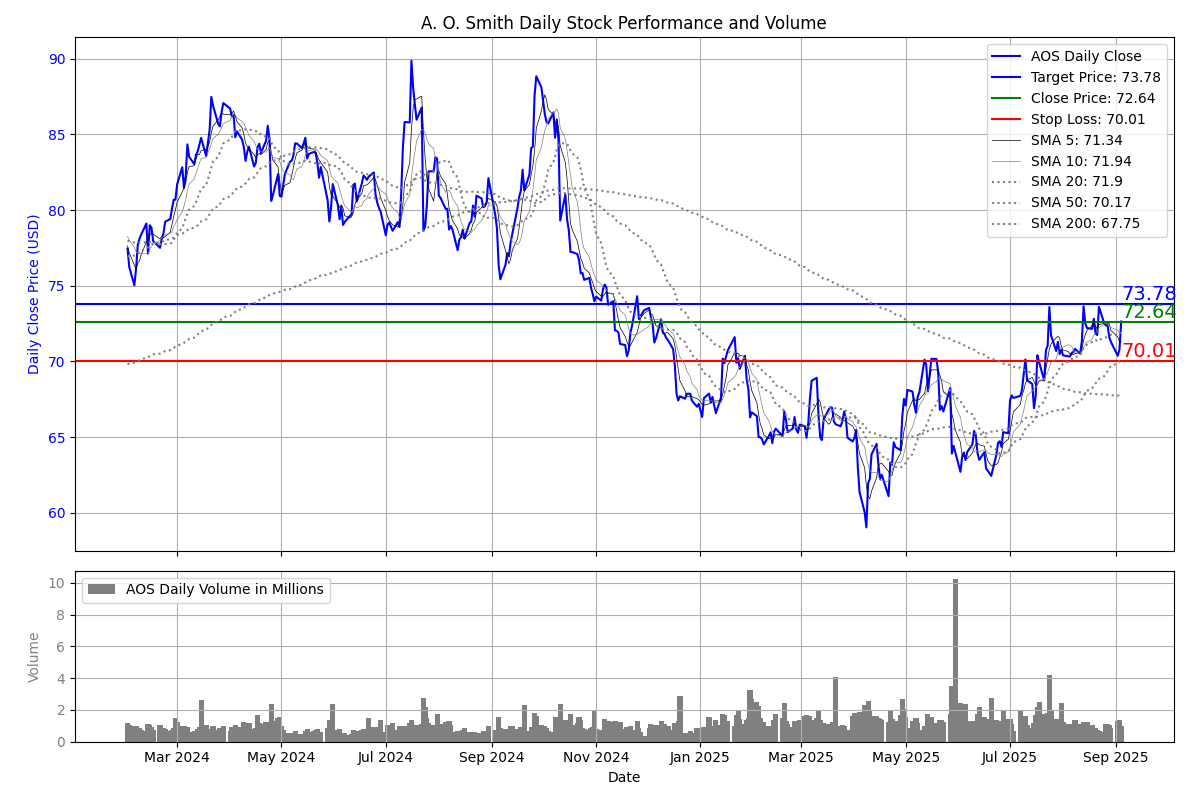 A. O. Smith Daily Stock Performance and Volume
Daily Close Price (USD)
90
85
80
75
70
65
60
AOS Daily Close
Target Price: 73.78
Close Price: 72.64
Stop Loss: 70.01
SMA 5: 71.34
SMA 10: 71.94
SMA 20: 71.9
SMA 50: 70.17
SMA 200: 67.75
73.78
72.64
70.01
Volume
10
8
6
4
2
0
AOS Daily Volume in Millions
Mar 2024 May 2024 Jul 2024 Sep 2024 Nov 2024 Jan 2025 Mar 2025 May 2025 Jul 2025 Sep 2025
Date